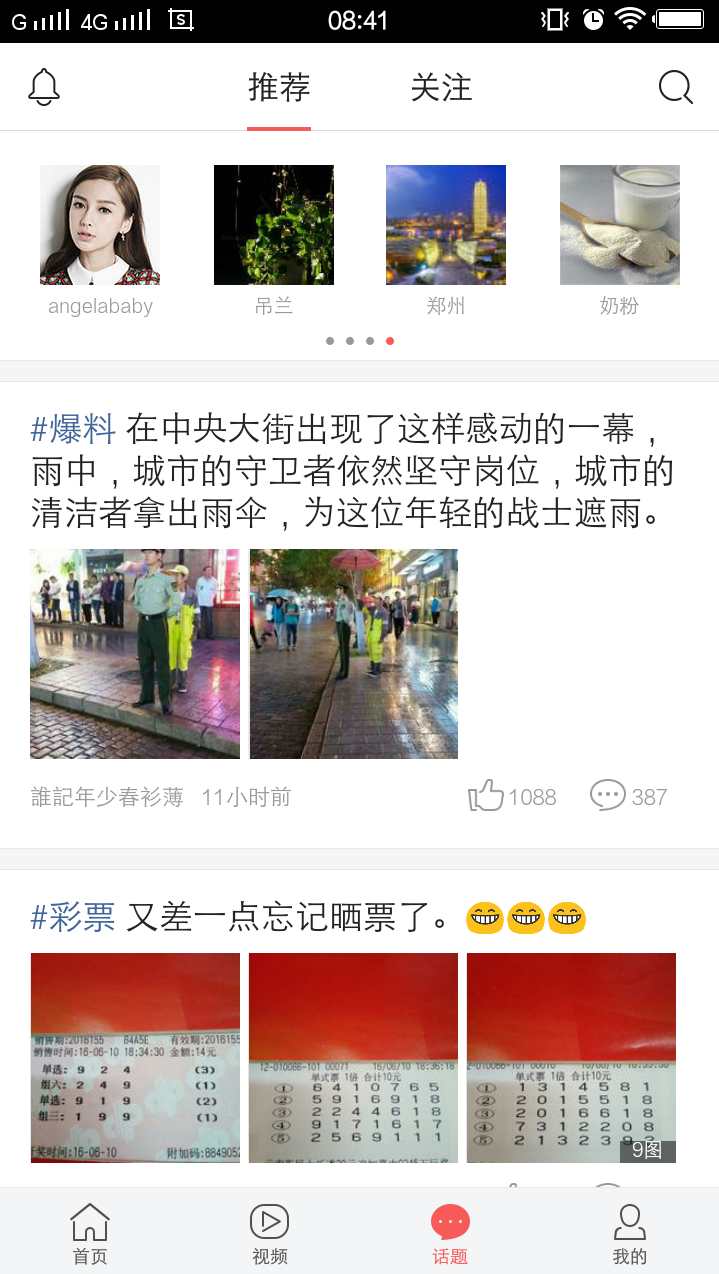 G 4G S 08:41
推荐 关注
angelababy 吊兰 郑州 奶粉
#爆料 在中央大街出现了这样感动的一幕，
雨中，城市的守卫者依然坚守岗位，城市的
清洁者拿出雨伞，为这位年轻的战士遮雨。
誰記年少春衫薄 11小时前 1088 387
#彩票 又差一点忘记晒票了。😁😁😁
销售期:2016155 B4A5E 有效期:2016155
销售时间:16-06-10 18:34:30 金额:14元
单选: 9 2 4 (3)
组六: 2 4 9 (1)
单选: 9 1 9 (2)
组三: 1 9 9 (1)
开奖时间:16-06-10 附加码:8849052
12-010066-101 00071 16/06/10 18:36:18
单式票 1倍 合计10元
① 6 4 1 0 7 6 5
② 5 9 1 6 9 1 8
③ 2 2 4 4 6 1 8
④ 9 1 7 1 6 1 7
⑤ 2 5 6 9 1 1 1
单式票 1倍 合计10元
① 1 3 1 4 5 8 1
② 2 0 1 5 5 1 8
③ 2 0 1 6 6 1 8
④ 7 3 1 2 2 0 8
⑤ 2 1 3 2 3 9
9图
首页 视频 话题 我的